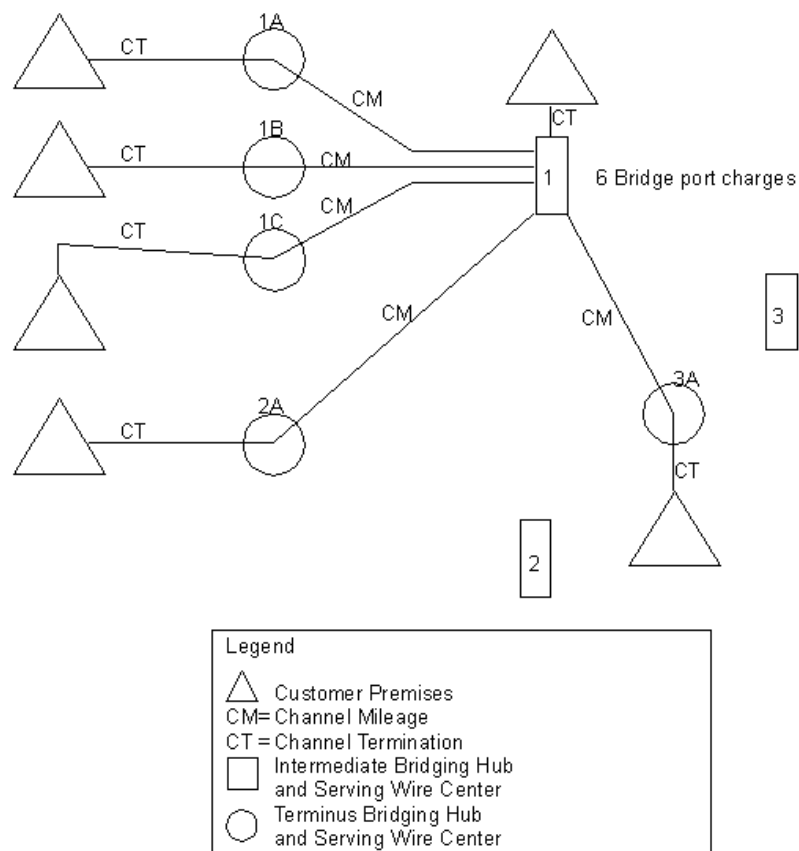 1A
CT
CM
CT
1B
CT
CM
1
6 Bridge port charges
CM
1C
CT
CM
CM
3
3A
2A
CT
CT
2
Legend
Customer Premises
CM= Channel Mileage
CT = Channel Termination
Intermediate Bridging Hub
and Serving Wire Center
Terminus Bridging Hub
and Serving Wire Center